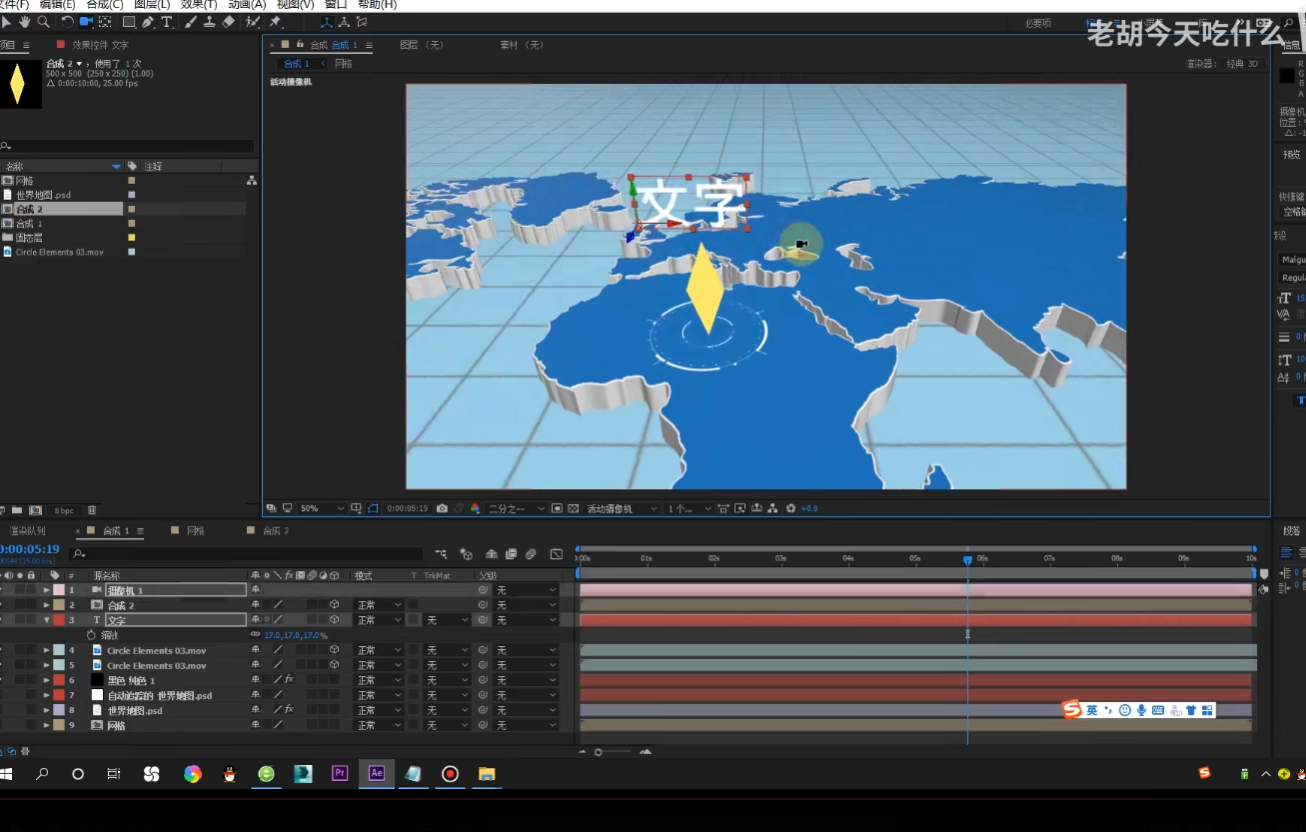 文件(F) 编辑(E) 合成(C) 图层(L) 效果(T) 动画(A) 视图(V) 窗口 帮助(H)
必要项
老胡今天吃什么
项目 效果控件 文字
合成 合成 1 图层 (无) 素材 (无)
信息
合成 1 网格
渲染器: 经典 3D
活动摄像机
合成 2 , 使用了 1 次
500 x 500 (250 x 250) (1.00)
Δ 0:00:10:00, 25.00 fps
R
G
B
A
摄像机
位置:
预览
名称 注释
网格
世界地图.psd
合成 2
合成 1
固态层
Circle Elements 03.mov
文字
快捷键
空格键
Malgu
Regul
8 bpc
50% 0:00:05:19 二分之一 活动摄像机 1 个... +0.0
渲染队列 合成 1 网格 合成 2
段落
0:00:05:19
:00s 01s 02s 03s 04s 05s 06s 07s 08s 09s 10s
# 源名称 模式 T TrkMat 父级
1 摄像机 1 无
2 合成 2 正常 无
3 T 文字 正常 无 无
缩放 17.0,17.0,17.0%
4 Circle Elements 03.mov 正常 无 无
5 Circle Elements 03.mov 正常 无 无
6 黑色 纯色 1 正常 无 无
7 自动追踪的 世界地图.psd 正常 无 无
8 世界地图.psd 正常 无 无
9 网格 正常 无 无
英
Pr Ae